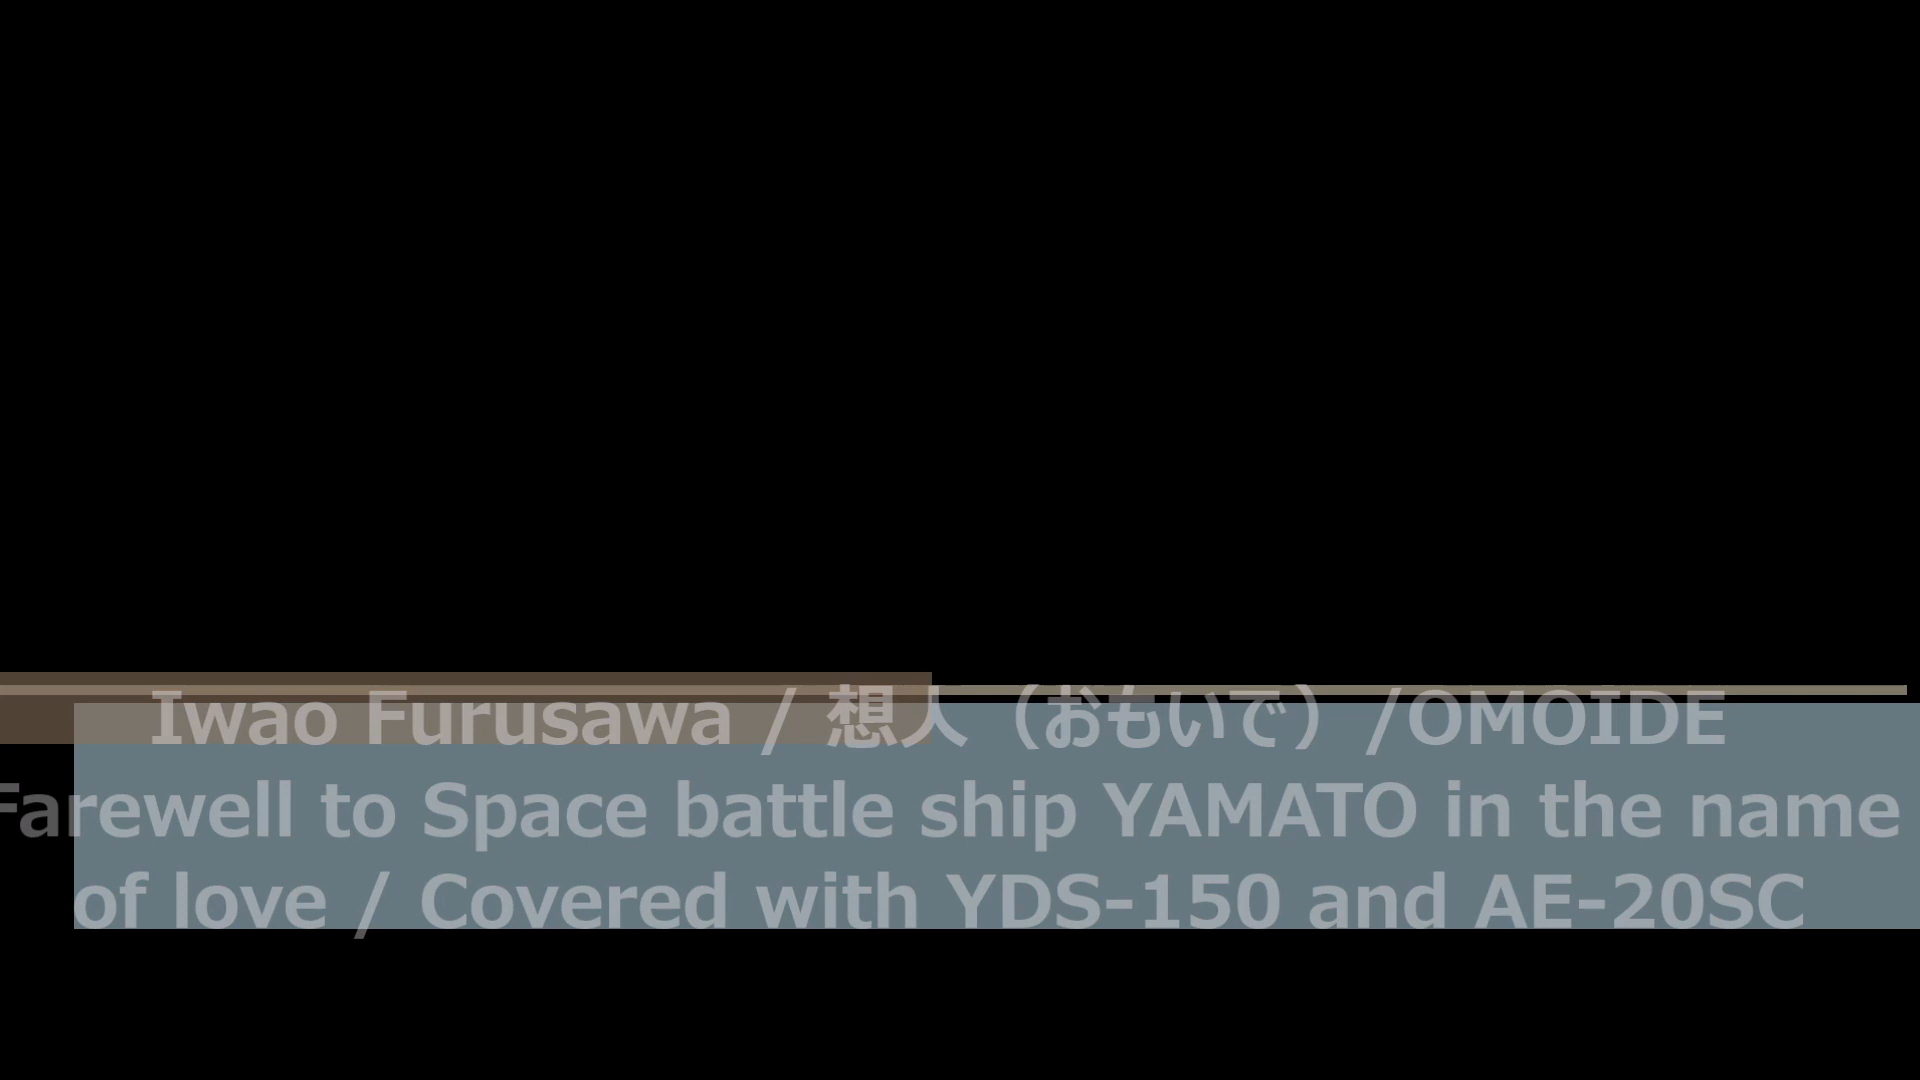 Iwao Furusawa / 想人（おもいで）/OMOIDE
Farewell to Space battle ship YAMATO in the name
of love / Covered with YDS-150 and AE-20SC